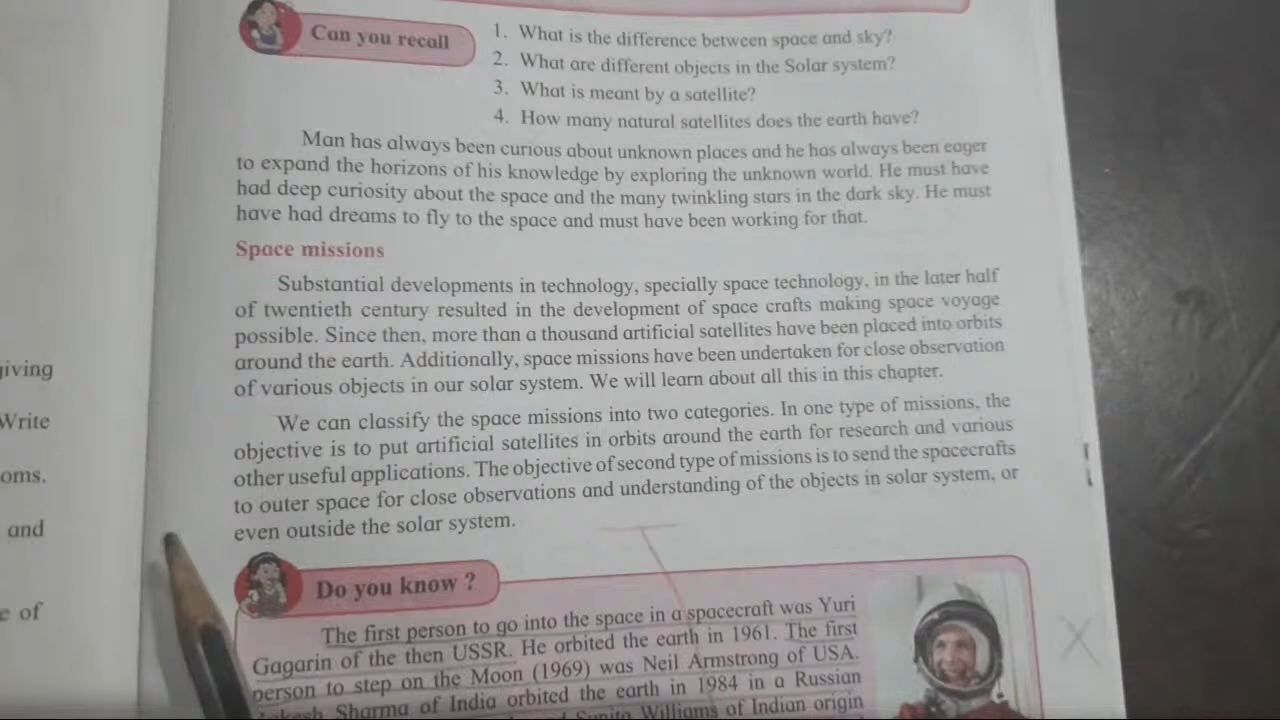 Can you recall
1. What is the difference between space and sky?
2. What are different objects in the Solar system?
3. What is meant by a satellite?
4. How many natural satellites does the earth have?
Man has always been curious about unknown places and he has always been eager
to expand the horizons of his knowledge by exploring the unknown world. He must have
had deep curiosity about the space and the many twinkling stars in the dark sky. He must
have had dreams to fly to the space and must have been working for that.
Space missions
Substantial developments in technology, specially space technology, in the later half
of twentieth century resulted in the development of space crafts making space voyage
possible. Since then, more than a thousand artificial satellites have been placed into orbits
around the earth. Additionally, space missions have been undertaken for close observation
of various objects in our solar system. We will learn about all this in this chapter.
We can classify the space missions into two categories. In one type of missions, the
objective is to put artificial satellites in orbits around the earth for research and various
other useful applications. The objective of second type of missions is to send the spacecrafts
to outer space for close observations and understanding of the objects in solar system, or
even outside the solar system.
Do you know ?
The first person to go into the space in a spacecraft was Yuri
Gagarin of the then USSR. He orbited the earth in 1961. The first
person to step on the Moon (1969) was Neil Armstrong of USA.
Rakesh Sharma of India orbited the earth in 1984 in a Russian
Sunita Williams of Indian origin
giving
Write
oms.
and
e of